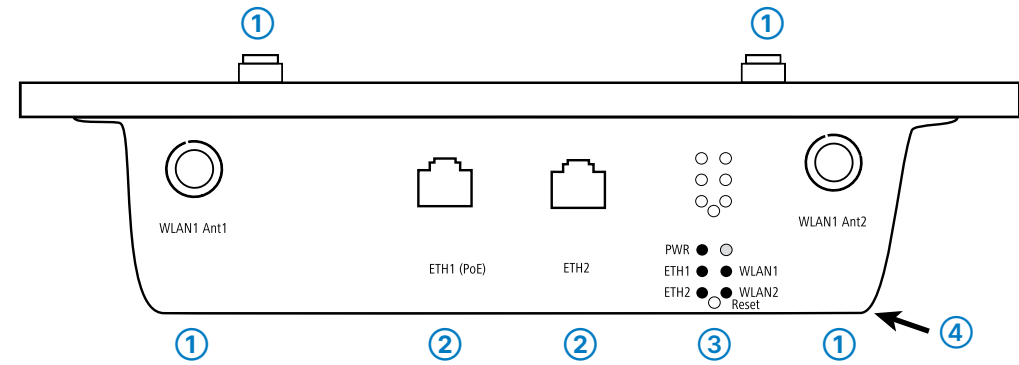 ① ①
WLAN1 Ant1
WLAN1 Ant2
ETH1 (PoE)
ETH2
PWR
ETH1 WLAN1
ETH2 WLAN2
Reset
① ② ② ③ ① ④